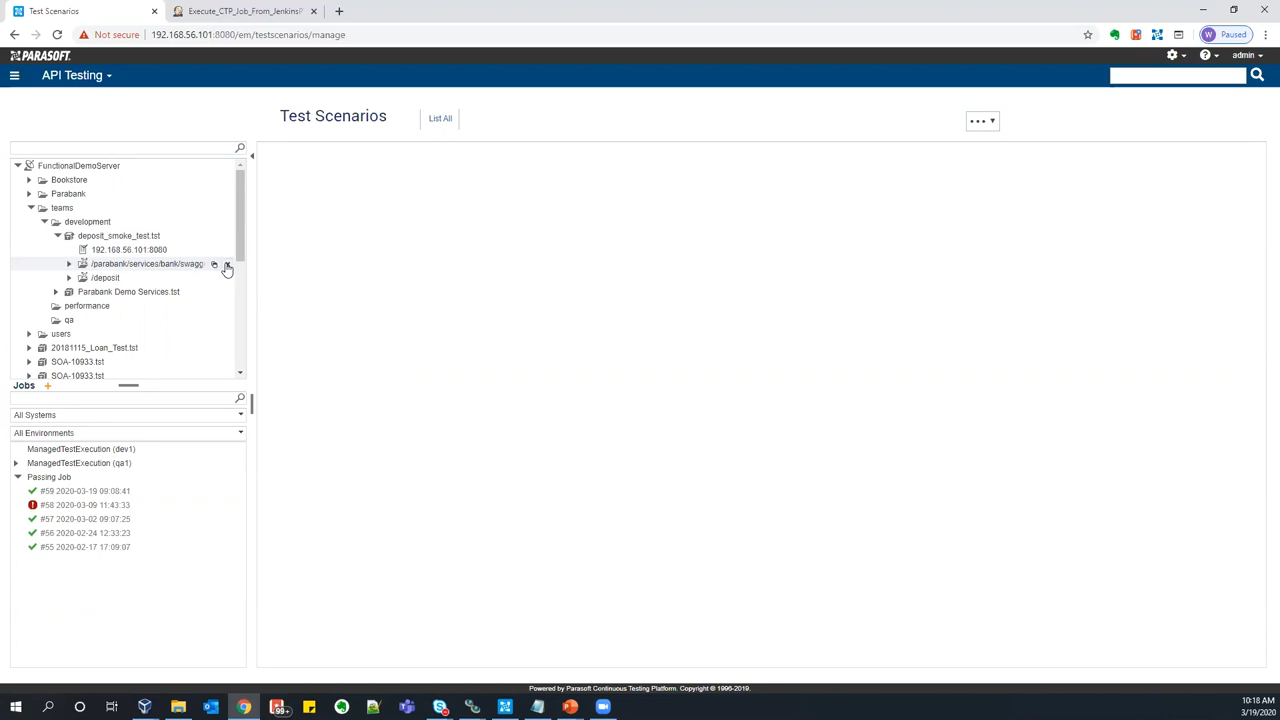 Test Scenarios
Execute_CTP_Job_From_JenkinsP
Not secure
192.168.56.101:8080/em/testscenarios/manage
W
Paused
PARASOFT
admin
API Testing
Test Scenarios
List All
FunctionalDemoServer
Bookstore
Parabank
teams
development
deposit_smoke_test.tst
192.168.56.101:8080
/parabank/services/bank/swagg
/deposit
Parabank Demo Services.tst
performance
qa
users
20181115_Loan_Test.tst
SOA-10933.tst
SOA-10933.tst
Jobs
All Systems
All Environments
ManagedTestExecution (dev1)
ManagedTestExecution (qa1)
Passing Job
#59 2020-03-19 09:08:41
#58 2020-03-09 11:43:33
#57 2020-03-02 09:07:25
#56 2020-02-24 12:33:23
#55 2020-02-17 17:09:07
Powered by Parasoft Continuous Testing Platform. Copyright © 1996-2019.
99+
10:18 AM
3/19/2020